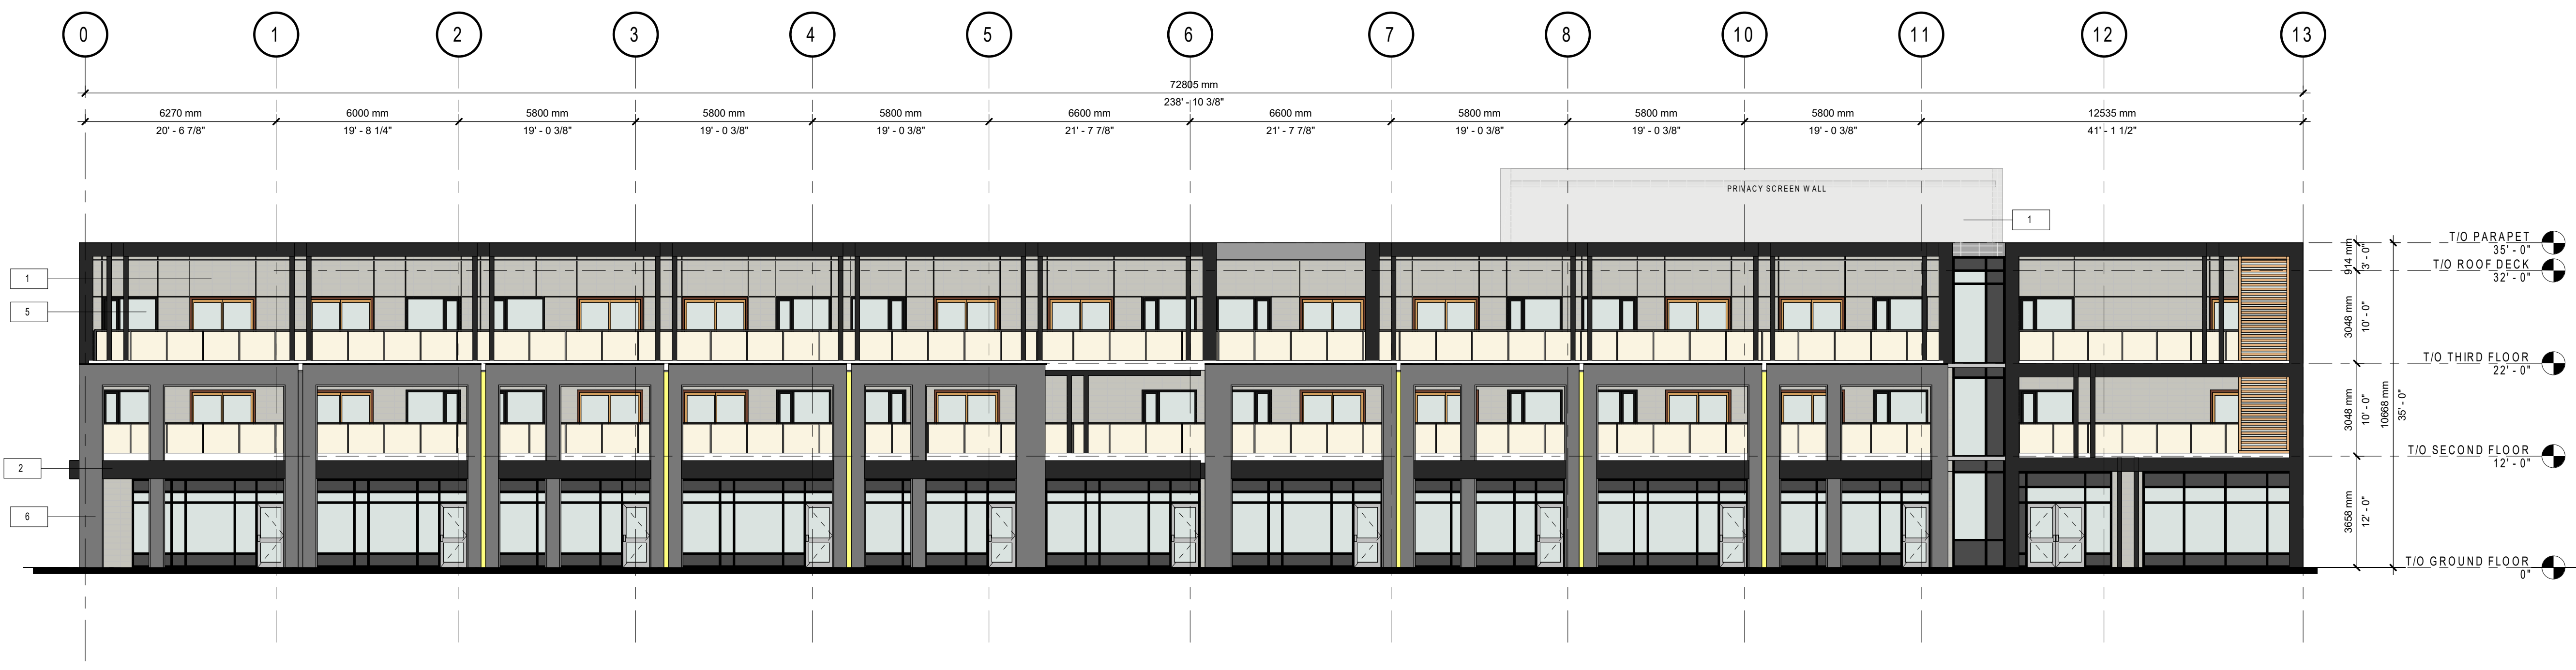 0 1 2 3 4 5 6 7 8 10 11 12 13
72805 mm
238' - 10 3/8"
6270 mm 6000 mm 5800 mm 5800 mm 5800 mm 6600 mm 6600 mm 5800 mm 5800 mm 5800 mm 12535 mm
20' - 6 7/8" 19' - 8 1/4" 19' - 0 3/8" 19' - 0 3/8" 19' - 0 3/8" 21' - 7 7/8" 21' - 7 7/8" 19' - 0 3/8" 19' - 0 3/8" 19' - 0 3/8" 41' - 1 1/2"
PRIVACY SCREEN WALL
1
1
5
2
6
914 mm
3' - 0"
3048 mm
10' - 0"
3048 mm
10' - 0"
3658 mm
12' - 0"
10668 mm
35' - 0"
T/O PARAPET
35' - 0"
T/O ROOF DECK
32' - 0"
T/O THIRD FLOOR
22' - 0"
T/O SECOND FLOOR
12' - 0"
T/O GROUND FLOOR
0"